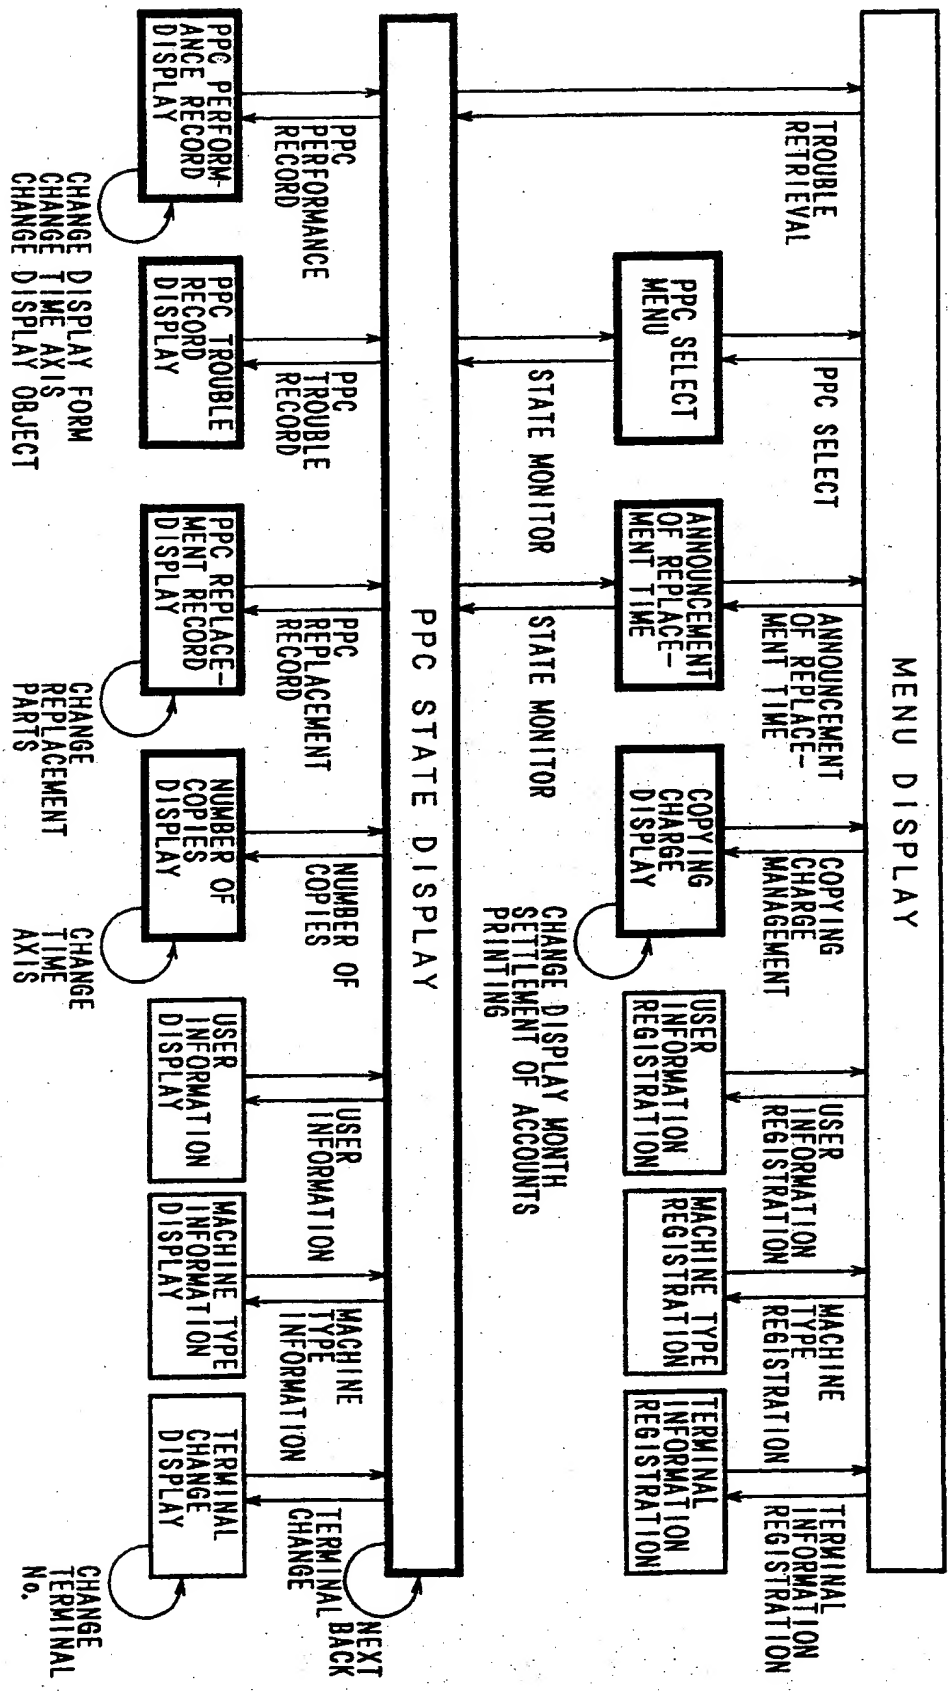 MENU DISPLAY
TROUBLE
RETRIEVAL
PPC SELECT
ANNOUNCEMENT
OF REPLACE-
MENT TIME
COPYING
CHARGE
MANAGEMENT
USER
INFORMATION
REGISTRATION
MACHINE
TYPE
REGISTRATION
TERMINAL
INFORMATION
REGISTRATION
PPC SELECT
MENU
ANNOUNCEMENT
OF REPLACE-
MENT TIME
COPYING
CHARGE
DISPLAY
USER
INFORMATION
REGISTRATION
MACHINE TYPE
REGISTRATION
TERMINAL
INFORMATION
REGISTRATION
STATE MONITOR
STATE MONITOR
CHANGE DISPLAY MONTH
SETTLEMENT OF ACCOUNTS
PRINTING
PPC STATE DISPLAY
NEXT
BACK
PPC
PERFORMANCE
RECORD
PPC
TROUBLE
RECORD
PPC
REPLACEMENT
RECORD
NUMBER OF
COPIES
USER
INFORMATION
MACHINE
TYPE
INFORMATION
TERMINAL
CHANGE
PPC PERFORM-
ANCE RECORD
DISPLAY
PPC TROUBLE
RECORD
DISPLAY
PPC REPLACE-
MENT RECORD
DISPLAY
NUMBER OF
COPIES
DISPLAY
USER
INFORMATION
DISPLAY
MACHINE TYPE
INFORMATION
DISPLAY
TERMINAL
CHANGE
DISPLAY
CHANGE DISPLAY FORM
CHANGE TIME AXIS
CHANGE DISPLAY OBJECT
CHANGE
REPLACEMENT
PARTS
CHANGE
TIME
AXIS
CHANGE
TERMINAL
No.